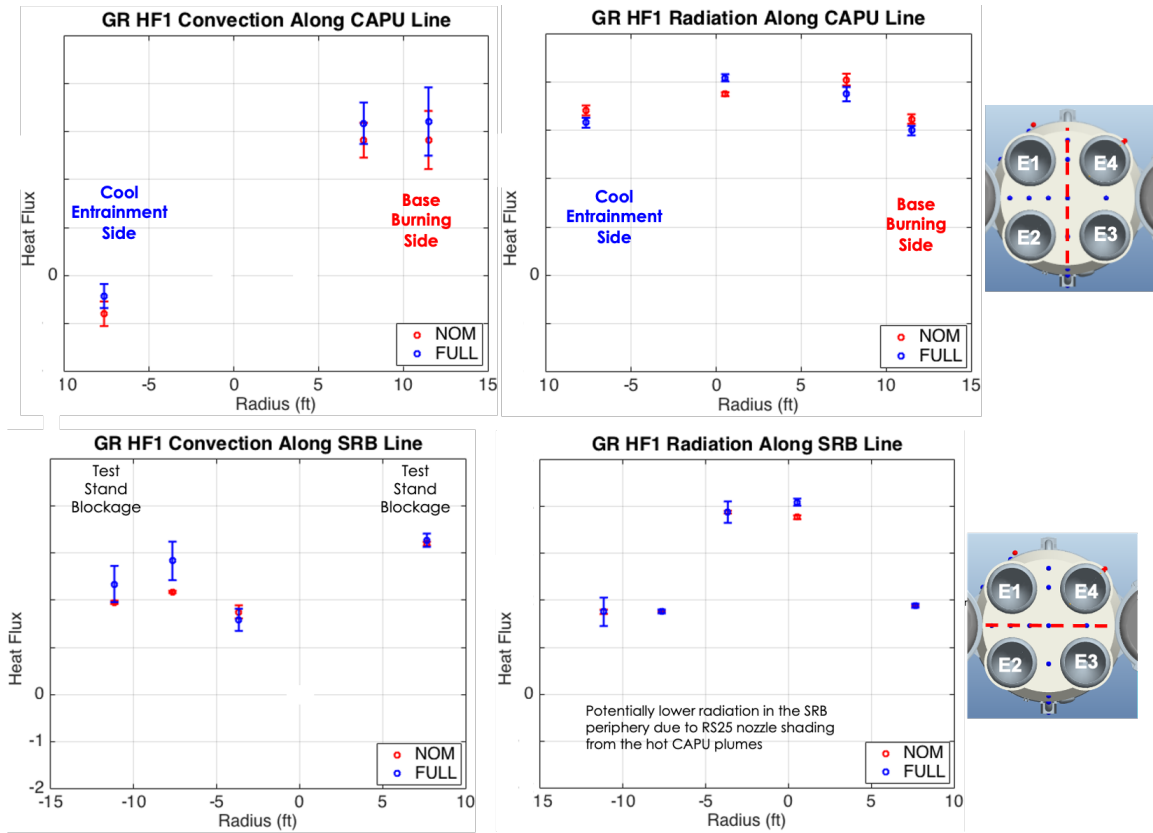 GR HF1 Convection Along CAPU Line
Heat Flux
0
Cool
Entrainment
Side
Base
Burning
Side
NOM
FULL
10
-5
0
5
10
15
Radius (ft)
GR HF1 Radiation Along CAPU Line
Heat Flux
0
Cool
Entrainment
Side
Base
Burning
Side
NOM
FULL
10
-5
0
5
10
15
Radius (ft)
E1
E4
E2
E3
GR HF1 Convection Along SRB Line
Heat Flux
Test
Stand
Blockage
Test
Stand
Blockage
0
-1
-2
NOM
FULL
-15
-10
-5
0
5
10
Radius (ft)
GR HF1 Radiation Along SRB Line
Heat Flux
0
Potentially lower radiation in the SRB
periphery due to RS25 nozzle shading
from the hot CAPU plumes
NOM
FULL
15
-10
-5
0
5
10
Radius (ft)
E1
E4
E2
E3